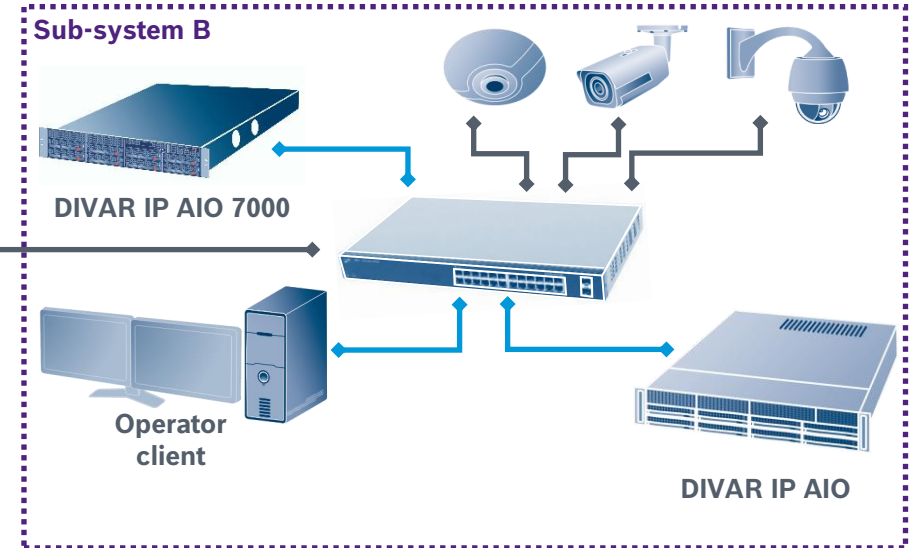 Sub-system B
DIVAR IP AIO 7000
Operator
client
DIVAR IP AIO